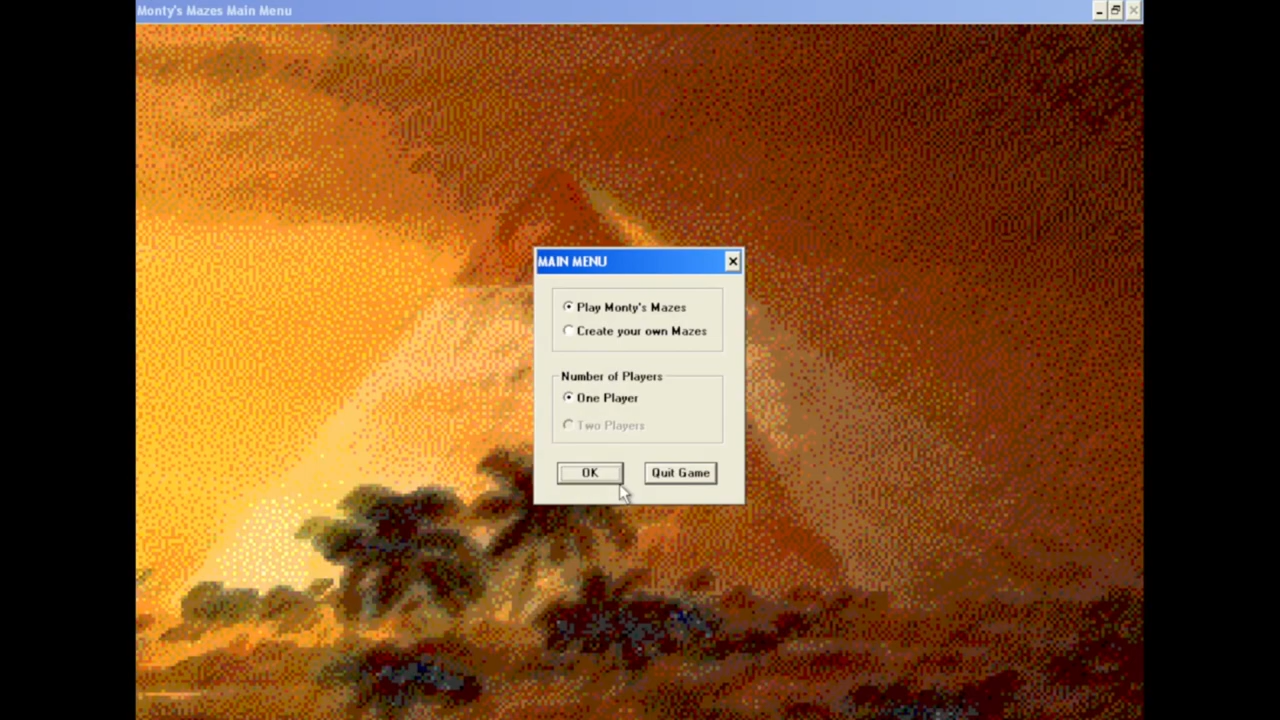 Monty's Mazes Main Menu
MAIN MENU
Play Monty's Mazes
Create your own Mazes
Number of Players
One Player
Two Players
OK
Quit Game